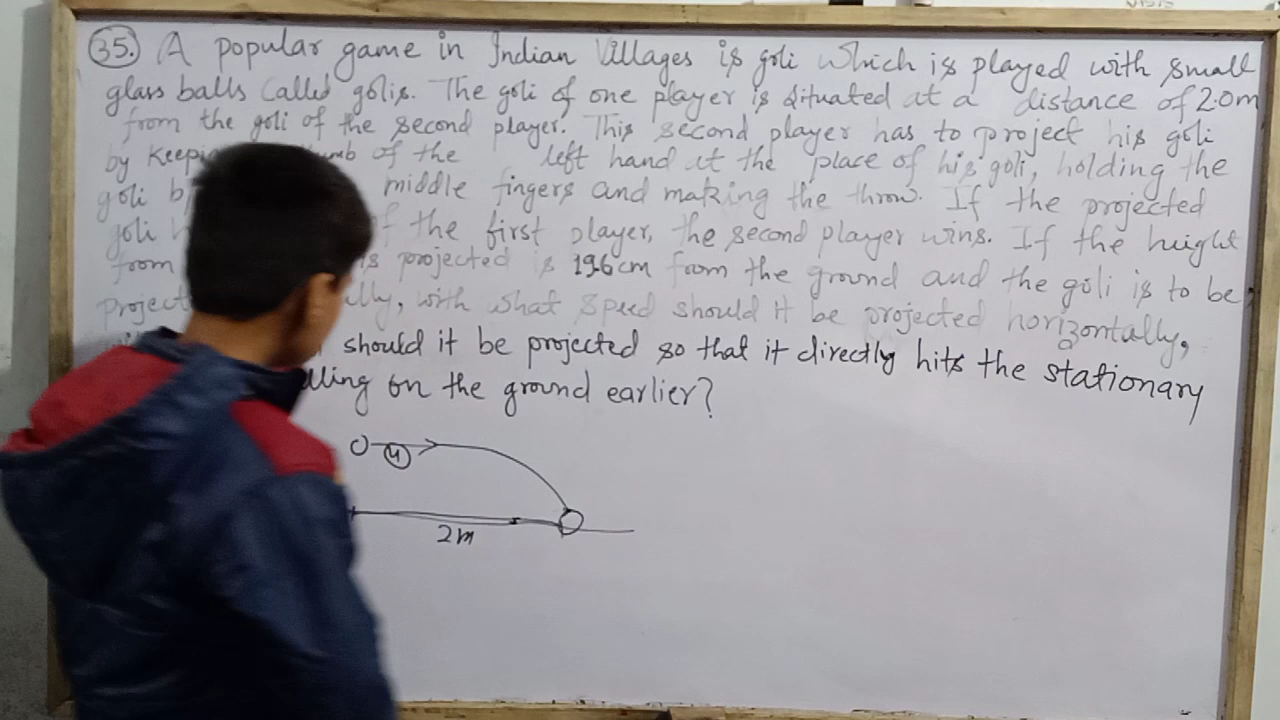 35. A popular game in Indian Villages is goli which is played with small
glass balls called golis. The goli of one player is situated at a distance of 2.0m
from the goli of the second player. This second player has to project his goli
by of the left hand at the place of his goli, holding the
goli middle fingers and making the throw. If the projected
goli the first player, the second player wins. If the height
from projected is 19.6cm from the ground and the goli is to be
project with what speed should it be projected horizontally,
should it be projected so that it directly hits the stationary
on the ground earlier?
u
2m